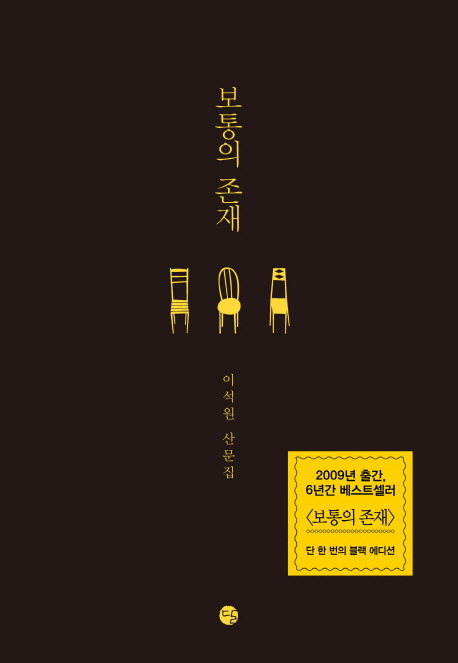 보통의 존재
이석원 산문집
2009년 출간,
6년간 베스트셀러
〈보통의 존재〉
단 한 번의 블랙 에디션
달